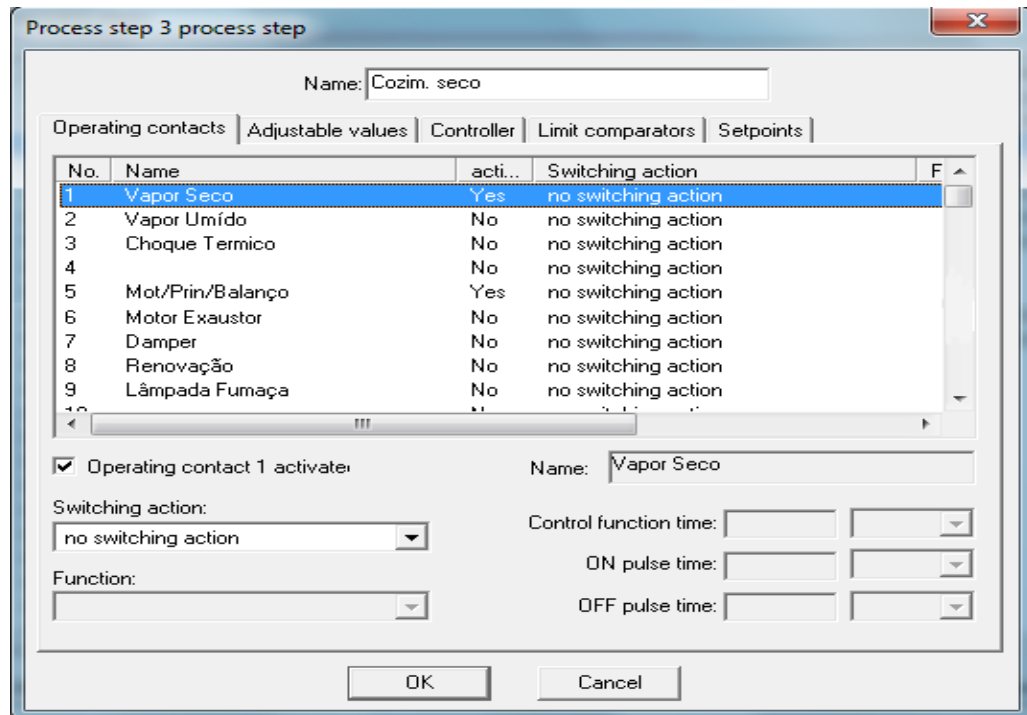 Process step 3 process step
Name: Cozim. seco
Operating contacts Adjustable values Controller Limit comparators Setpoints
No. Name acti... Switching action F
1 Vapor Seco Yes no switching action
2 Vapor Umído No no switching action
3 Choque Termico No no switching action
4 No no switching action
5 Mot/Prin/Balanço Yes no switching action
6 Motor Exaustor No no switching action
7 Damper No no switching action
8 Renovação No no switching action
9 Lâmpada Fumaça No no switching action
Operating contact 1 activate Name: Vapor Seco
Switching action:
no switching action
Control function time:
ON pulse time:
Function:
OFF pulse time:
OK Cancel